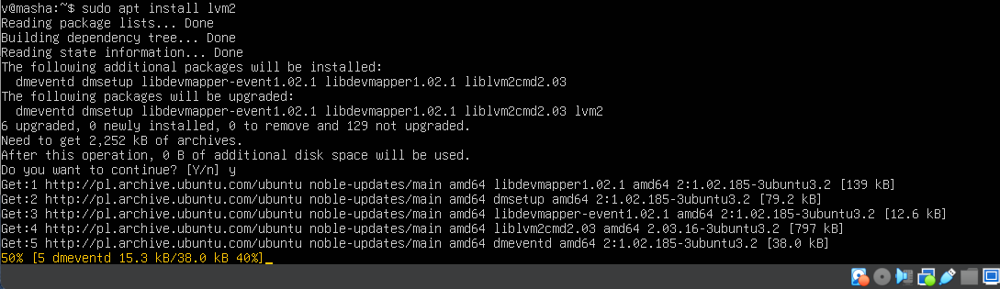 v@masha:~$ sudo apt install lvm2
Reading package lists... Done
Building dependency tree... Done
Reading state information... Done
The following additional packages will be installed:
  dmeventd dmsetup libdevmapper-event1.02.1 libdevmapper1.02.1 liblvm2cmd2.03
The following packages will be upgraded:
  dmeventd dmsetup libdevmapper-event1.02.1 libdevmapper1.02.1 liblvm2cmd2.03 lvm2
6 upgraded, 0 newly installed, 0 to remove and 129 not upgraded.
Need to get 2,252 kB of archives.
After this operation, 0 B of additional disk space will be used.
Do you want to continue? [Y/n] y
Get:1 http://pl.archive.ubuntu.com/ubuntu noble-updates/main amd64 libdevmapper1.02.1 amd64 2:1.02.185-3ubuntu3.2 [139 kB]
Get:2 http://pl.archive.ubuntu.com/ubuntu noble-updates/main amd64 dmsetup amd64 2:1.02.185-3ubuntu3.2 [79.2 kB]
Get:3 http://pl.archive.ubuntu.com/ubuntu noble-updates/main amd64 libdevmapper-event1.02.1 amd64 2:1.02.185-3ubuntu3.2 [12.6 kB]
Get:4 http://pl.archive.ubuntu.com/ubuntu noble-updates/main amd64 liblvm2cmd2.03 amd64 2.03.16-3ubuntu3.2 [797 kB]
Get:5 http://pl.archive.ubuntu.com/ubuntu noble-updates/main amd64 dmeventd amd64 2:1.02.185-3ubuntu3.2 [38.0 kB]
50% [5 dmeventd 15.3 kB/38.0 kB 40%]_